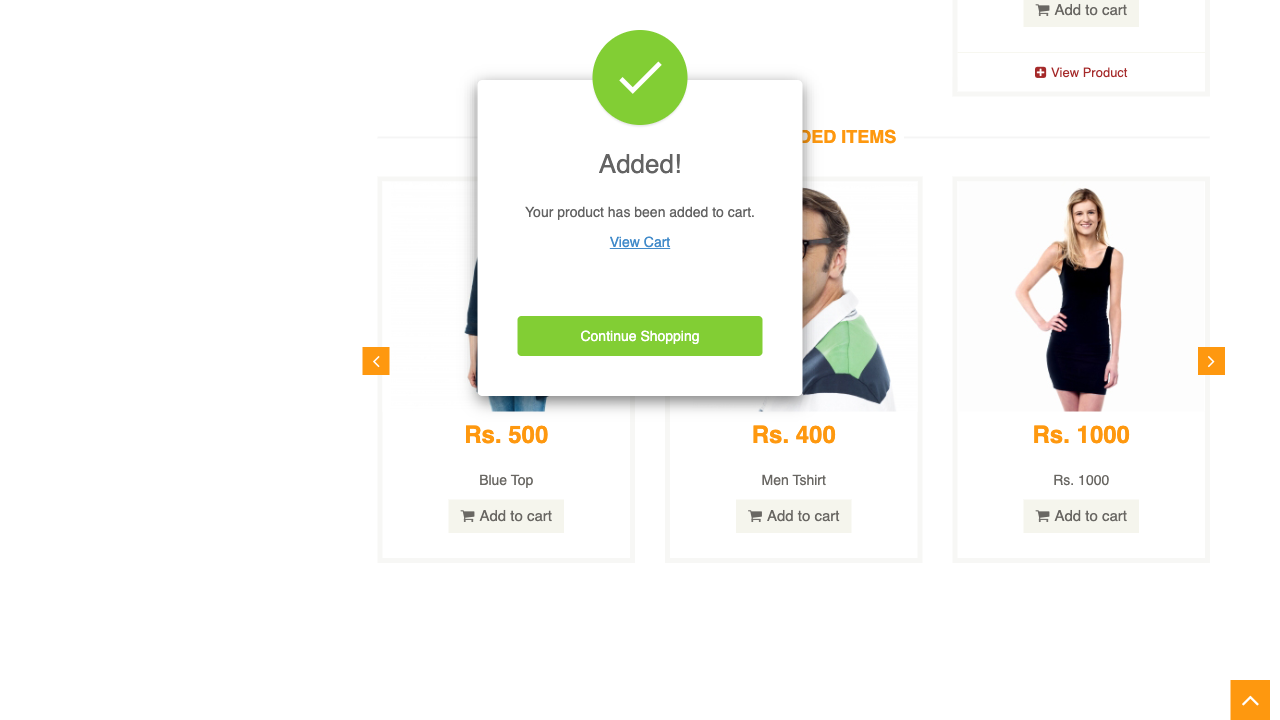 Add to cart
View Product
DED ITEMS
Added!
Your product has been added to cart.
View Cart
Continue Shopping
Rs. 500
Rs. 400
Rs. 1000
Blue Top
Men Tshirt
Rs. 1000
Add to cart
Add to cart
Add to cart